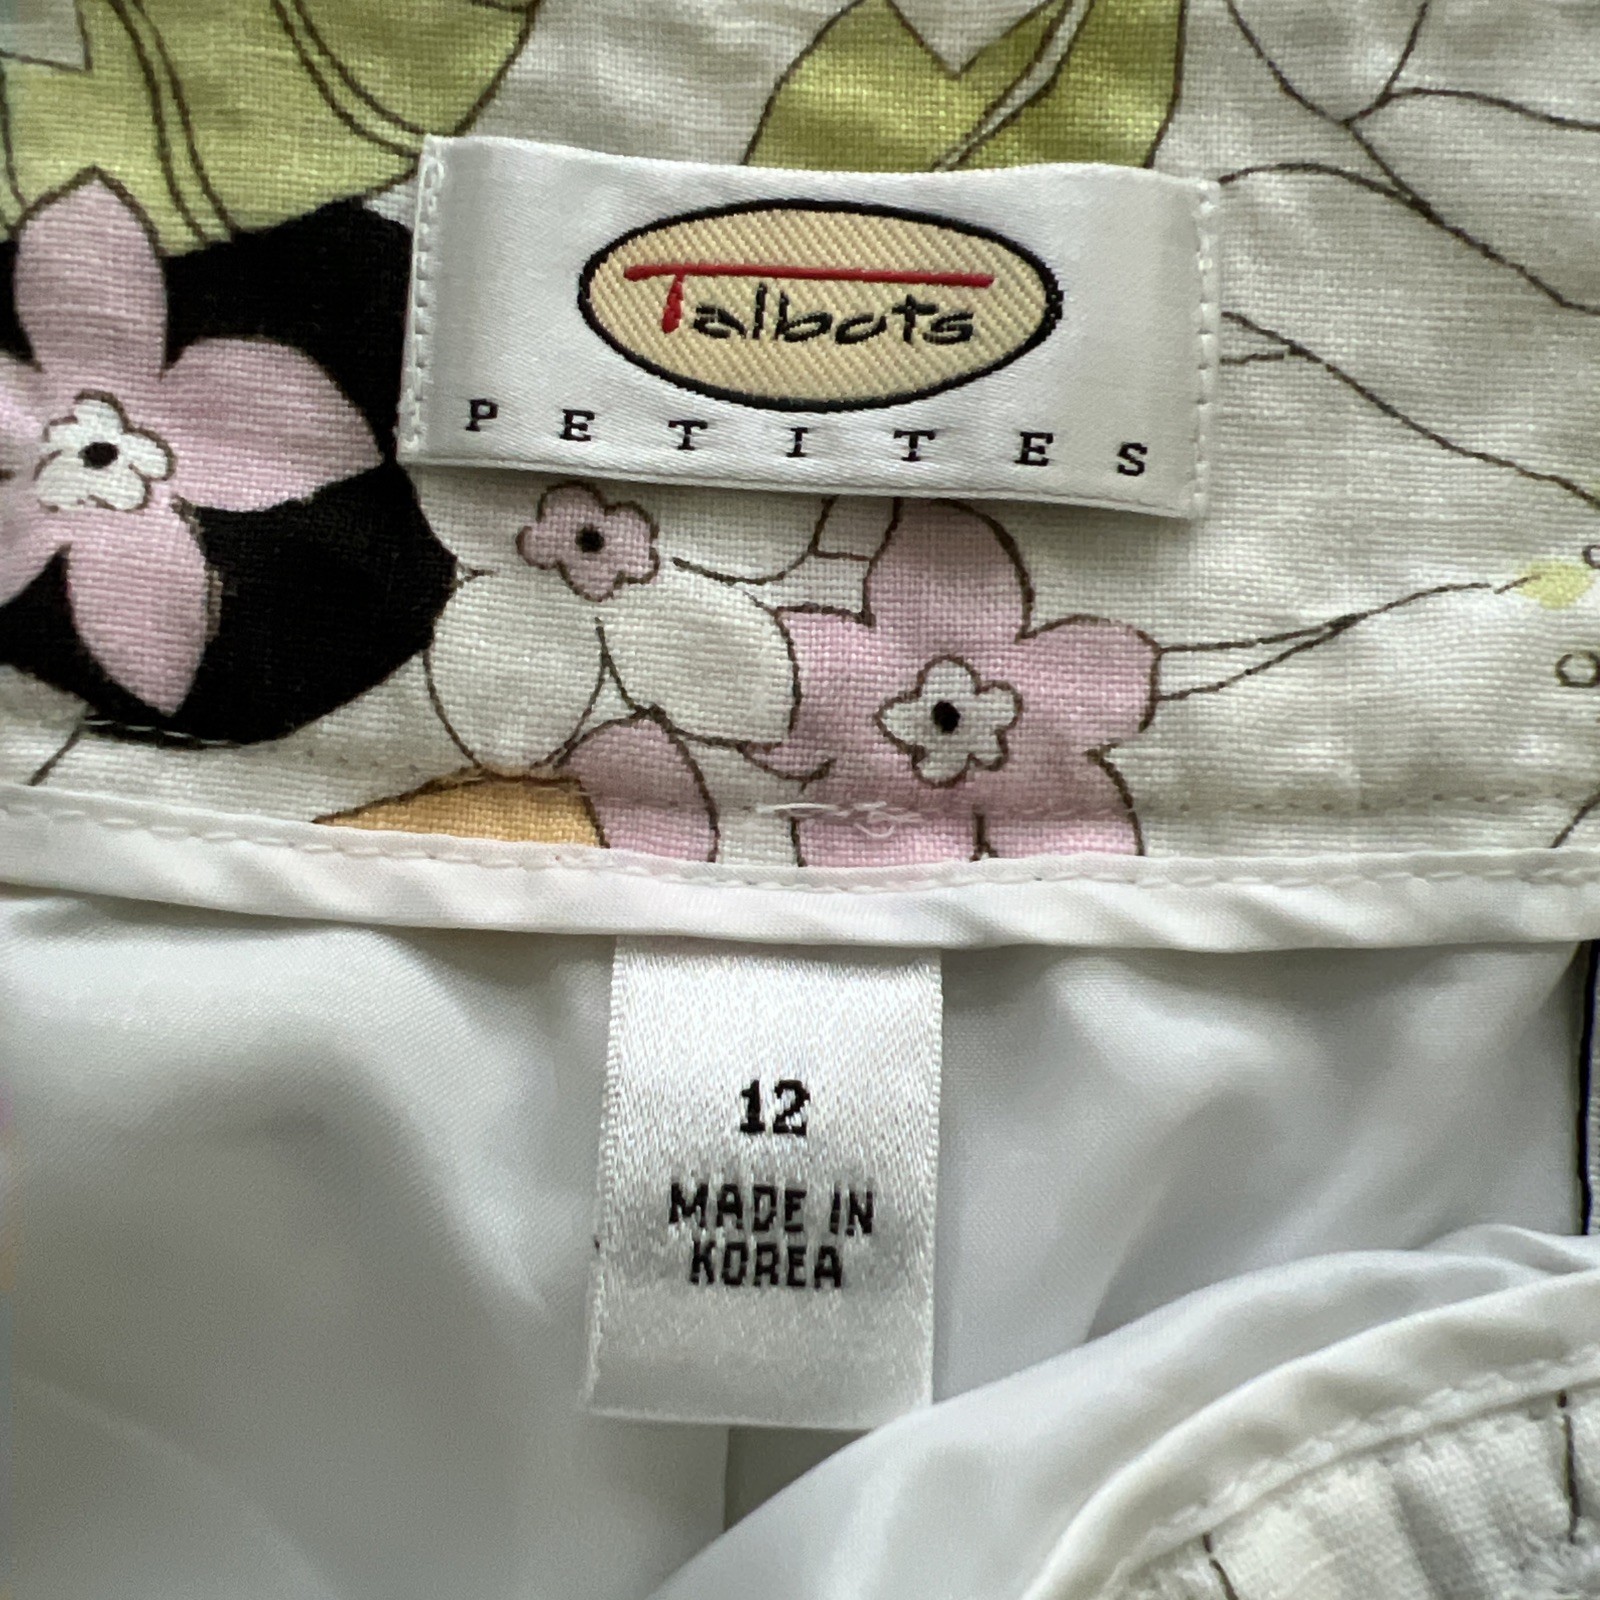 Talbots
PETITES
12
MADE IN
KOREA